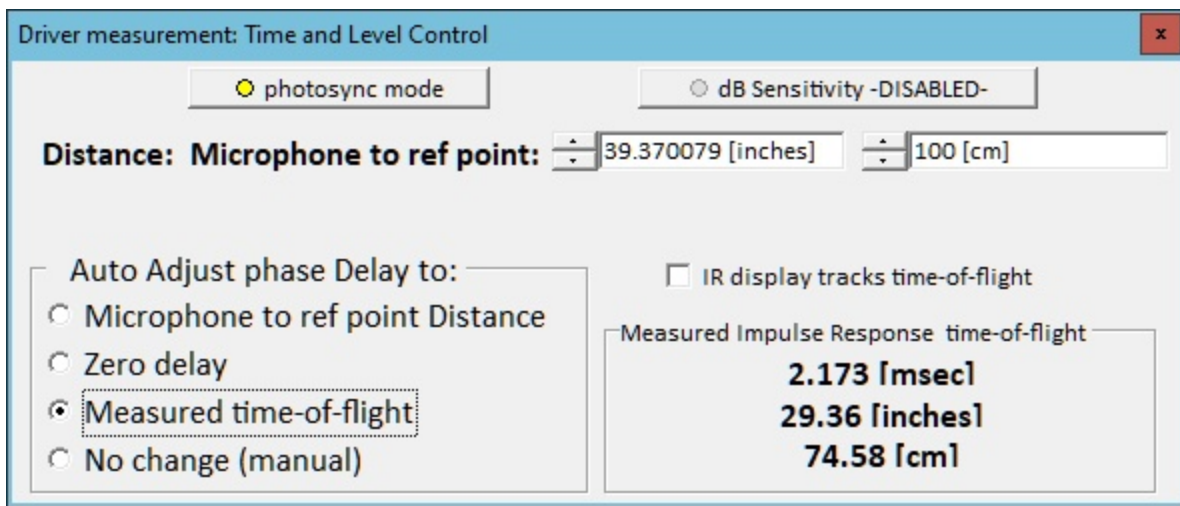 Driver measurement: Time and Level Control
x
photosync mode
dB Sensitivity -DISABLED-
Distance: Microphone to ref point: 39.370079 [inches] 100 [cm]
Auto Adjust phase Delay to:
Microphone to ref point Distance
Zero delay
Measured time-of-flight
No change (manual)
IR display tracks time-of-flight
Measured Impulse Response time-of-flight
2.173 [msec]
29.36 [inches]
74.58 [cm]